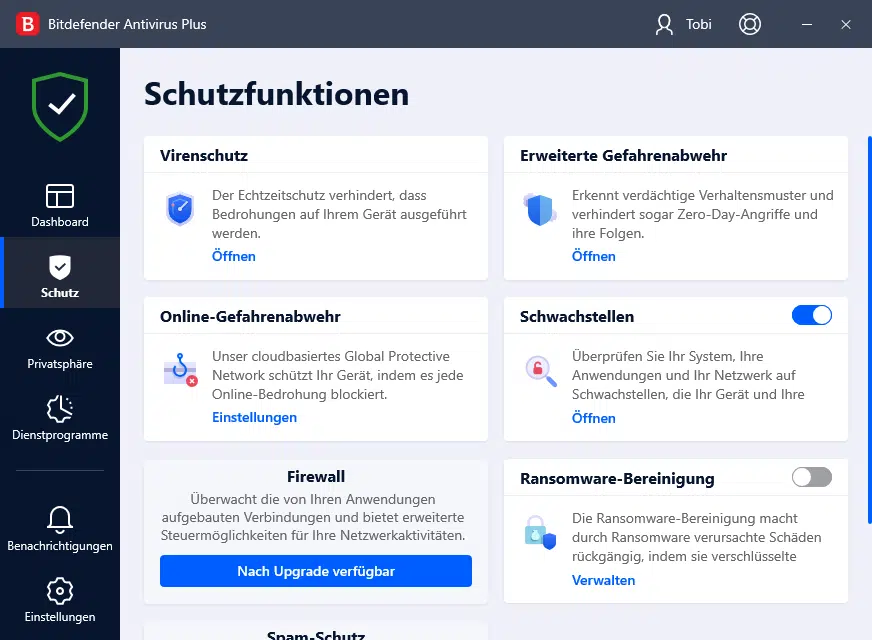 B Bitdefender Antivirus Plus
Tobi
Schutzfunktionen
Dashboard
Schutz
Privatsphäre
Dienstprogramme
Benachrichtigungen
Einstellungen
Virenschutz
Der Echtzeitschutz verhindert, dass
Bedrohungen auf Ihrem Gerät ausgeführt
werden.
Öffnen
Erweiterte Gefahrenabwehr
Erkennt verdächtige Verhaltensmuster und
verhindert sogar Zero-Day-Angriffe und
ihre Folgen.
Öffnen
Online-Gefahrenabwehr
Unser cloudbasiertes Global Protective
Network schützt Ihr Gerät, indem es jede
Online-Bedrohung blockiert.
Einstellungen
Schwachstellen
Überprüfen Sie Ihr System, Ihre
Anwendungen und Ihr Netzwerk auf
Schwachstellen, die Ihr Gerät und Ihre
Öffnen
Firewall
Überwacht die von Ihren Anwendungen
aufgebauten Verbindungen und bietet erweiterte
Steuermöglichkeiten für Ihre Netzwerkaktivitäten.
Nach Upgrade verfügbar
Ransomware-Bereinigung
Die Ransomware-Bereinigung macht
durch Ransomware verursachte Schäden
rückgängig, indem sie verschlüsselte
Verwalten
Spam-Schutz